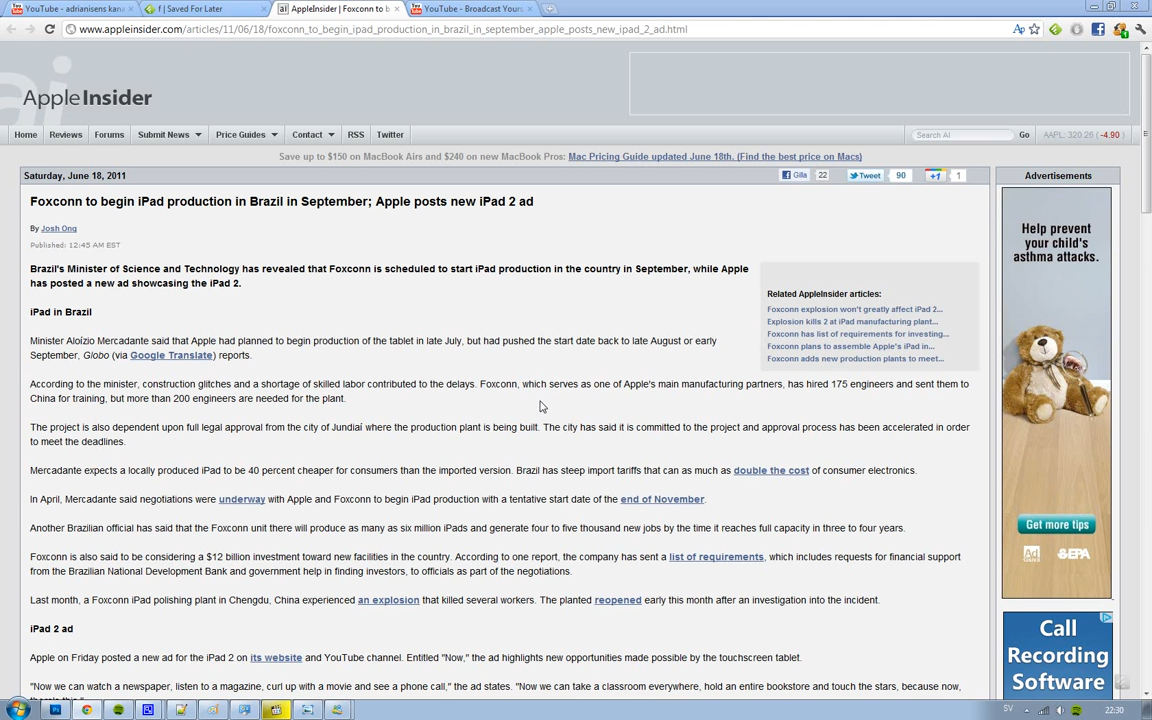 YouTube - adrianisens kana
f | Saved For Later
AppleInsider | Foxconn to b
YouTube - Broadcast Yours
www.appleinsider.com/articles/11/06/18/foxconn_to_begin_ipad_production_in_brazil_in_september_apple_posts_new_ipad_2_ad.html
AppleInsider
Home Reviews Forums Submit News Price Guides Contact RSS Twitter
Search AI Go AAPL: 320.26 ( -4.90 )
Save up to $150 on MacBook Airs and $240 on new MacBook Pros: Mac Pricing Guide updated June 18th. (Find the best price on Macs)
Saturday, June 18, 2011
Gilla 22 Tweet 90 +1 1
Foxconn to begin iPad production in Brazil in September; Apple posts new iPad 2 ad
By Josh Ong
Published: 12:45 AM EST
Brazil's Minister of Science and Technology has revealed that Foxconn is scheduled to start iPad production in the country in September, while Apple
has posted a new ad showcasing the iPad 2.
Related AppleInsider articles:
Foxconn explosion won't greatly affect iPad 2...
Explosion kills 2 at iPad manufacturing plant...
Foxconn has list of requirements for investing...
Foxconn plans to assemble Apple's iPad in...
Foxconn adds new production plants to meet...
iPad in Brazil
Minister Aloízio Mercadante said that Apple had planned to begin production of the tablet in late July, but had pushed the start date back to late August or early
September, Globo (via Google Translate) reports.
According to the minister, construction glitches and a shortage of skilled labor contributed to the delays. Foxconn, which serves as one of Apple's main manufacturing partners, has hired 175 engineers and sent them to
China for training, but more than 200 engineers are needed for the plant.
The project is also dependent upon full legal approval from the city of Jundiaí where the production plant is being built. The city has said it is committed to the project and approval process has been accelerated in order
to meet the deadlines.
Mercadante expects a locally produced iPad to be 40 percent cheaper for consumers than the imported version. Brazil has steep import tariffs that can as much as double the cost of consumer electronics.
In April, Mercadante said negotiations were underway with Apple and Foxconn to begin iPad production with a tentative start date of the end of November.
Another Brazilian official has said that the Foxconn unit there will produce as many as six million iPads and generate four to five thousand new jobs by the time it reaches full capacity in three to four years.
Foxconn is also said to be considering a $12 billion investment toward new facilities in the country. According to one report, the company has sent a list of requirements, which includes requests for financial support
from the Brazilian National Development Bank and government help in finding investors, to officials as part of the negotiations.
Last month, a Foxconn iPad polishing plant in Chengdu, China experienced an explosion that killed several workers. The planted reopened early this month after an investigation into the incident.
iPad 2 ad
Apple on Friday posted a new ad for the iPad 2 on its website and YouTube channel. Entitled "Now," the ad highlights new opportunities made possible by the touchscreen tablet.
"Now we can watch a newspaper, listen to a magazine, curl up with a movie and see a phone call," the ad states. "Now we can take a classroom everywhere, hold an entire bookstore and touch the stars, because now,
Advertisements
Help prevent
your child's
asthma attacks.
Get more tips
Ad
EPA
Call
Recording
Software
SV
22:30